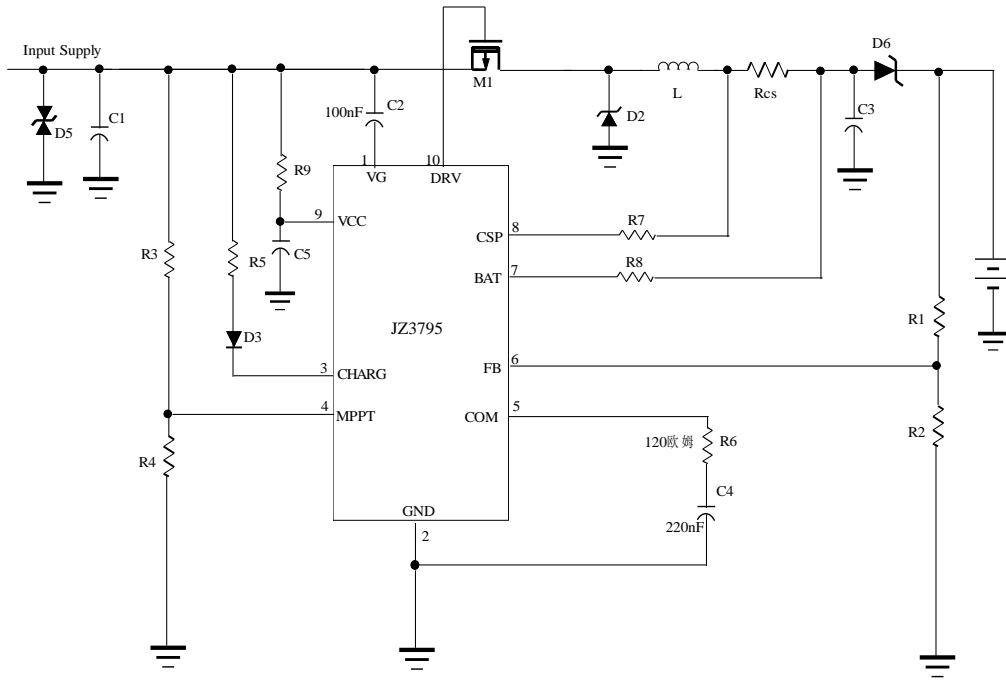 Input Supply
M1
D6
L
Rcs
D5
C1
100nF
C2
D2
C3
R9
1
VG
10
DRV
9
VCC
C5
R3
R5
CSP
8
R7
BAT
7
R8
JZ3795
D3
3
CHARG
FB
6
R1
4
MPPT
COM
5
R4
120欧姆
R6
R2
C4
220nF
GND
2